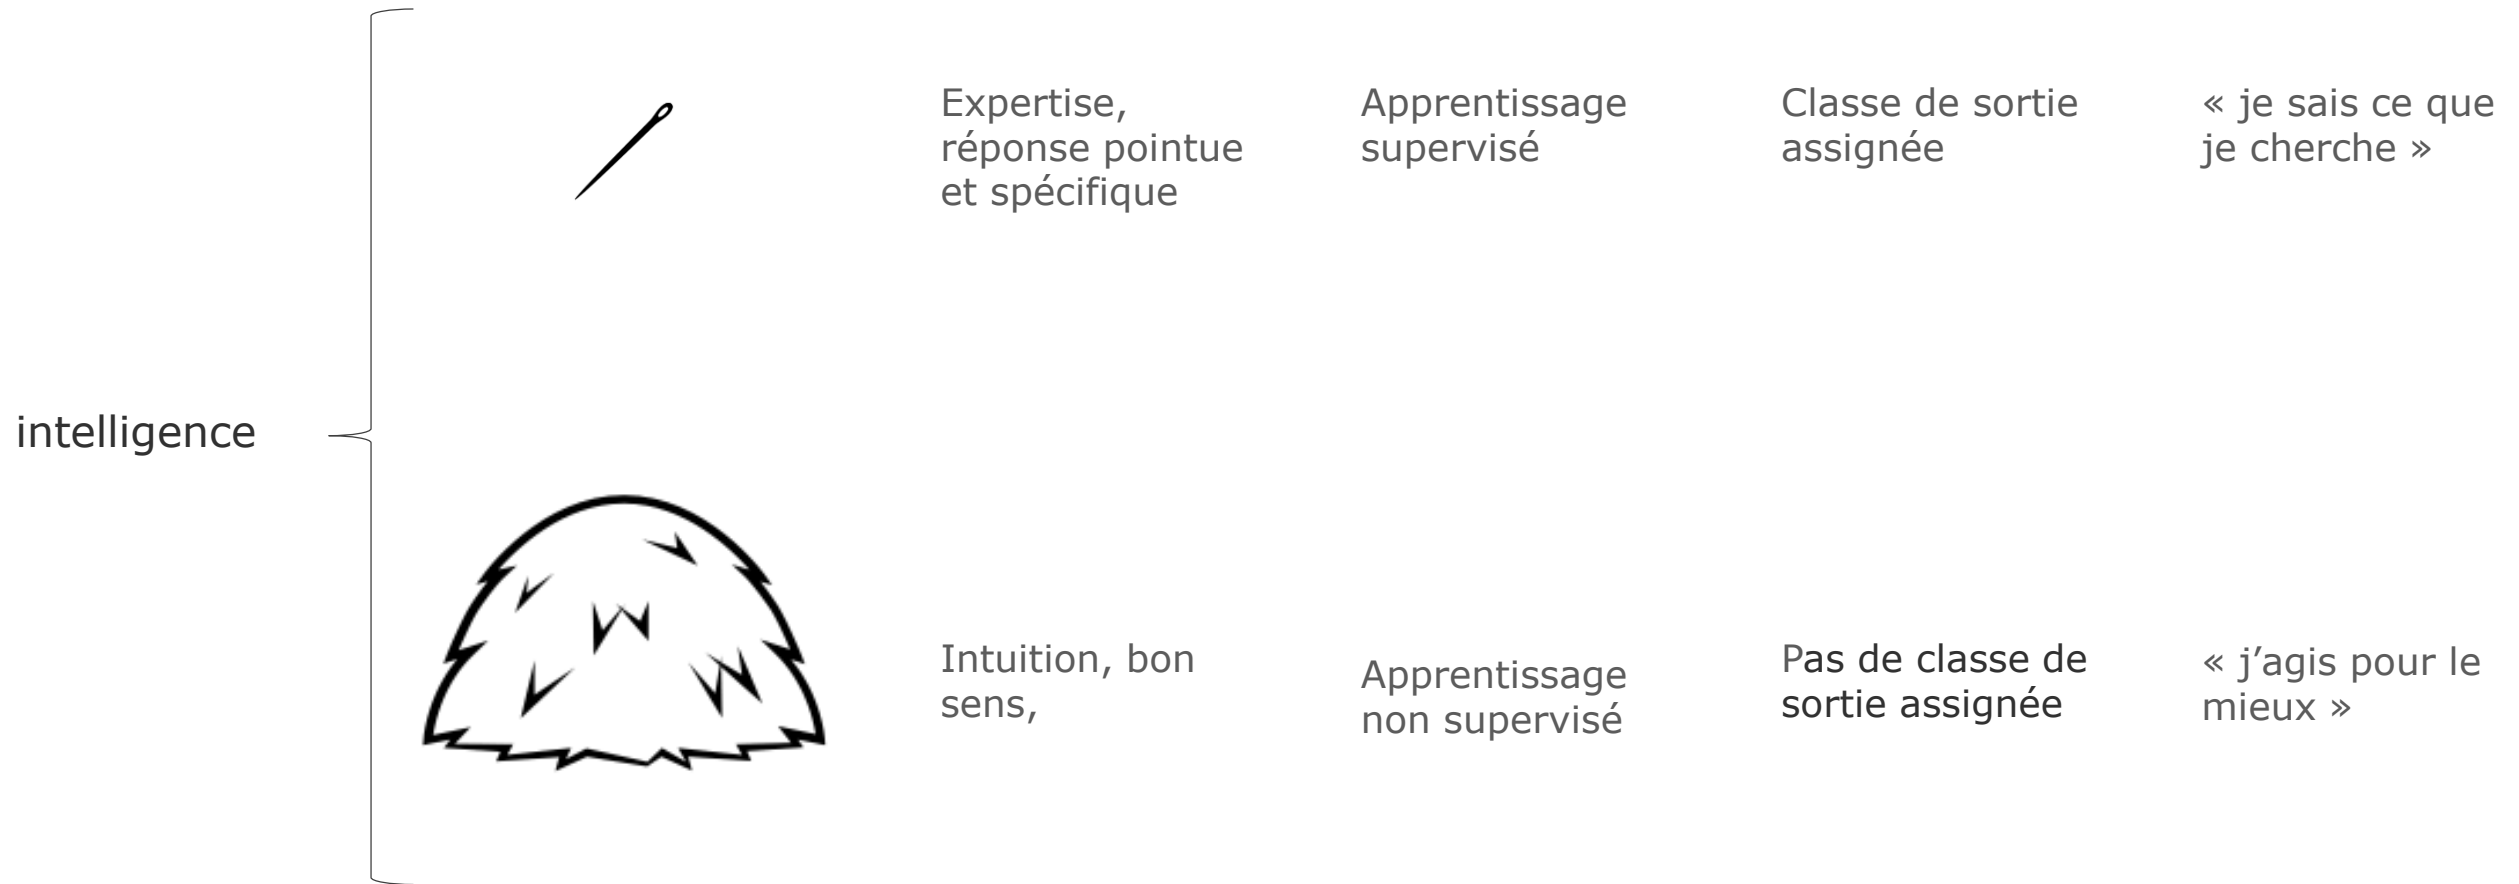 Expertise,
réponse pointue
et spécifique
Apprentissage
supervisé
Classe de sortie
assignée
« je sais ce que
je cherche »
intelligence
Intuition, bon
sens,
Apprentissage
non supervisé
Pas de classe de
sortie assignée
« j’agis pour le
mieux »